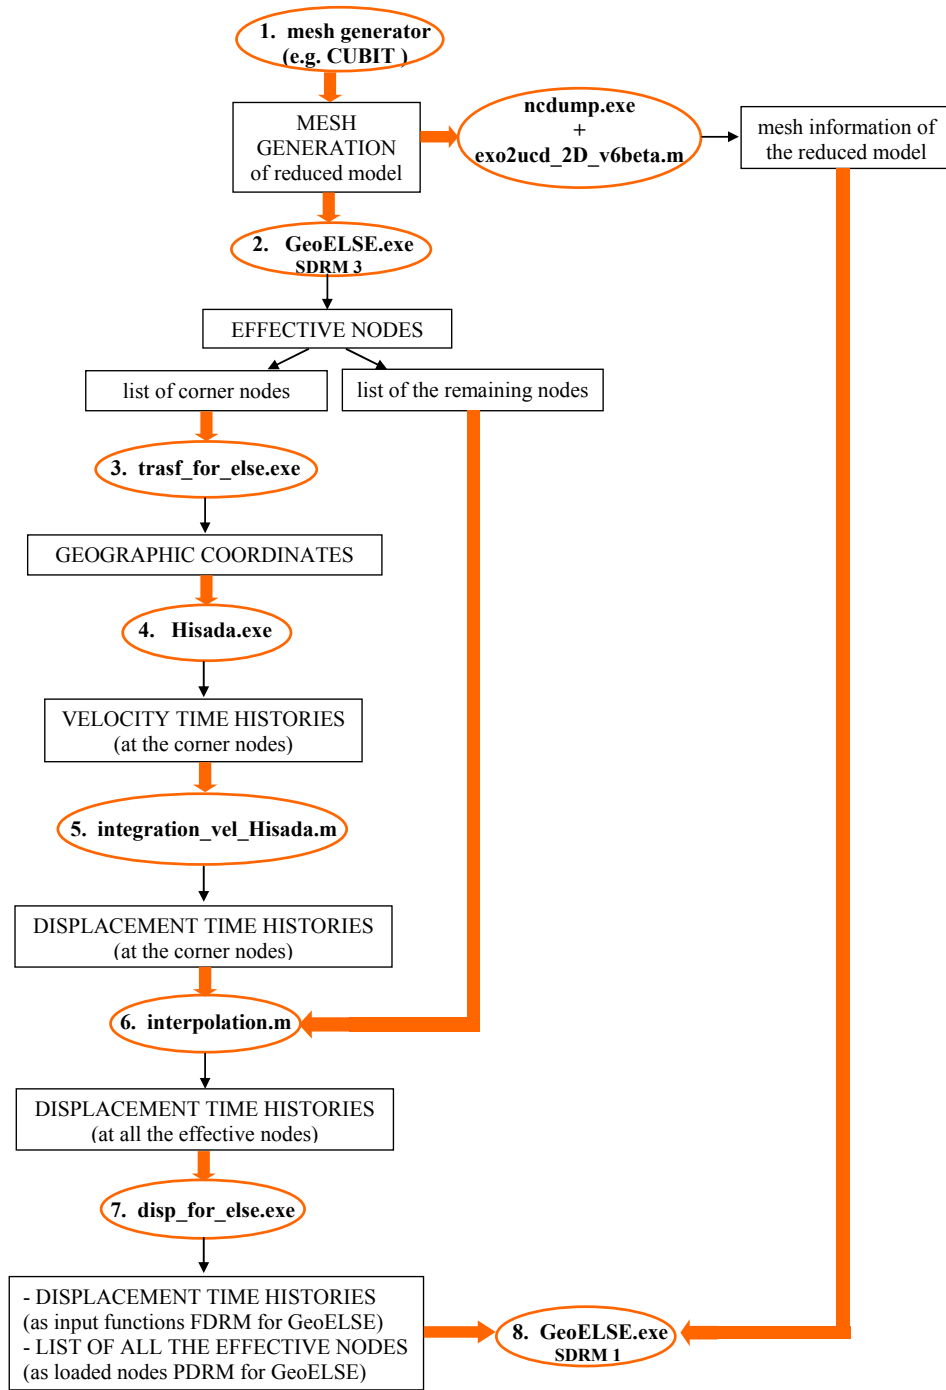 1. mesh generator
(e.g. CUBIT )
MESH
GENERATION
of reduced model
ncdump.exe
+
exo2ucd_2D_v6beta.m
mesh information of
the reduced model
2. GeoELSE.exe
SDRM 3
EFFECTIVE NODES
list of corner nodes
list of the remaining nodes
3. trasf_for_else.exe
GEOGRAPHIC COORDINATES
4. Hisada.exe
VELOCITY TIME HISTORIES
(at the corner nodes)
5. integration_vel_Hisada.m
DISPLACEMENT TIME HISTORIES
(at the corner nodes)
6. interpolation.m
DISPLACEMENT TIME HISTORIES
(at all the effective nodes)
7. disp_for_else.exe
- DISPLACEMENT TIME HISTORIES
(as input functions FDRM for GeoELSE)
- LIST OF ALL THE EFFECTIVE NODES
(as loaded nodes PDRM for GeoELSE)
8. GeoELSE.exe
SDRM 1